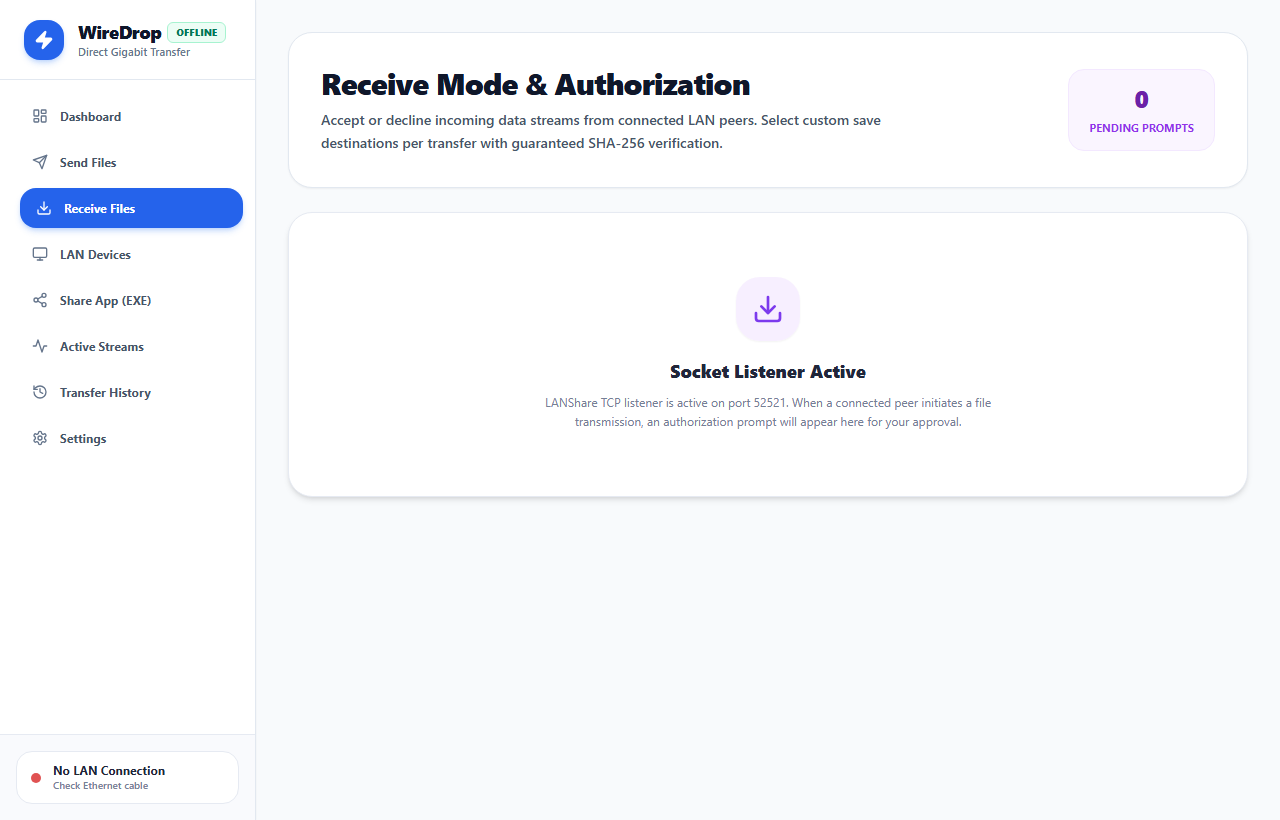 WireDrop OFFLINE
Direct Gigabit Transfer
Dashboard
Send Files
Receive Files
LAN Devices
Share App (EXE)
Active Streams
Transfer History
Settings
No LAN Connection
Check Ethernet cable
Receive Mode & Authorization
Accept or decline incoming data streams from connected LAN peers. Select custom save
destinations per transfer with guaranteed SHA-256 verification.
0
PENDING PROMPTS
Socket Listener Active
LANShare TCP listener is active on port 52521. When a connected peer initiates a file
transmission, an authorization prompt will appear here for your approval.